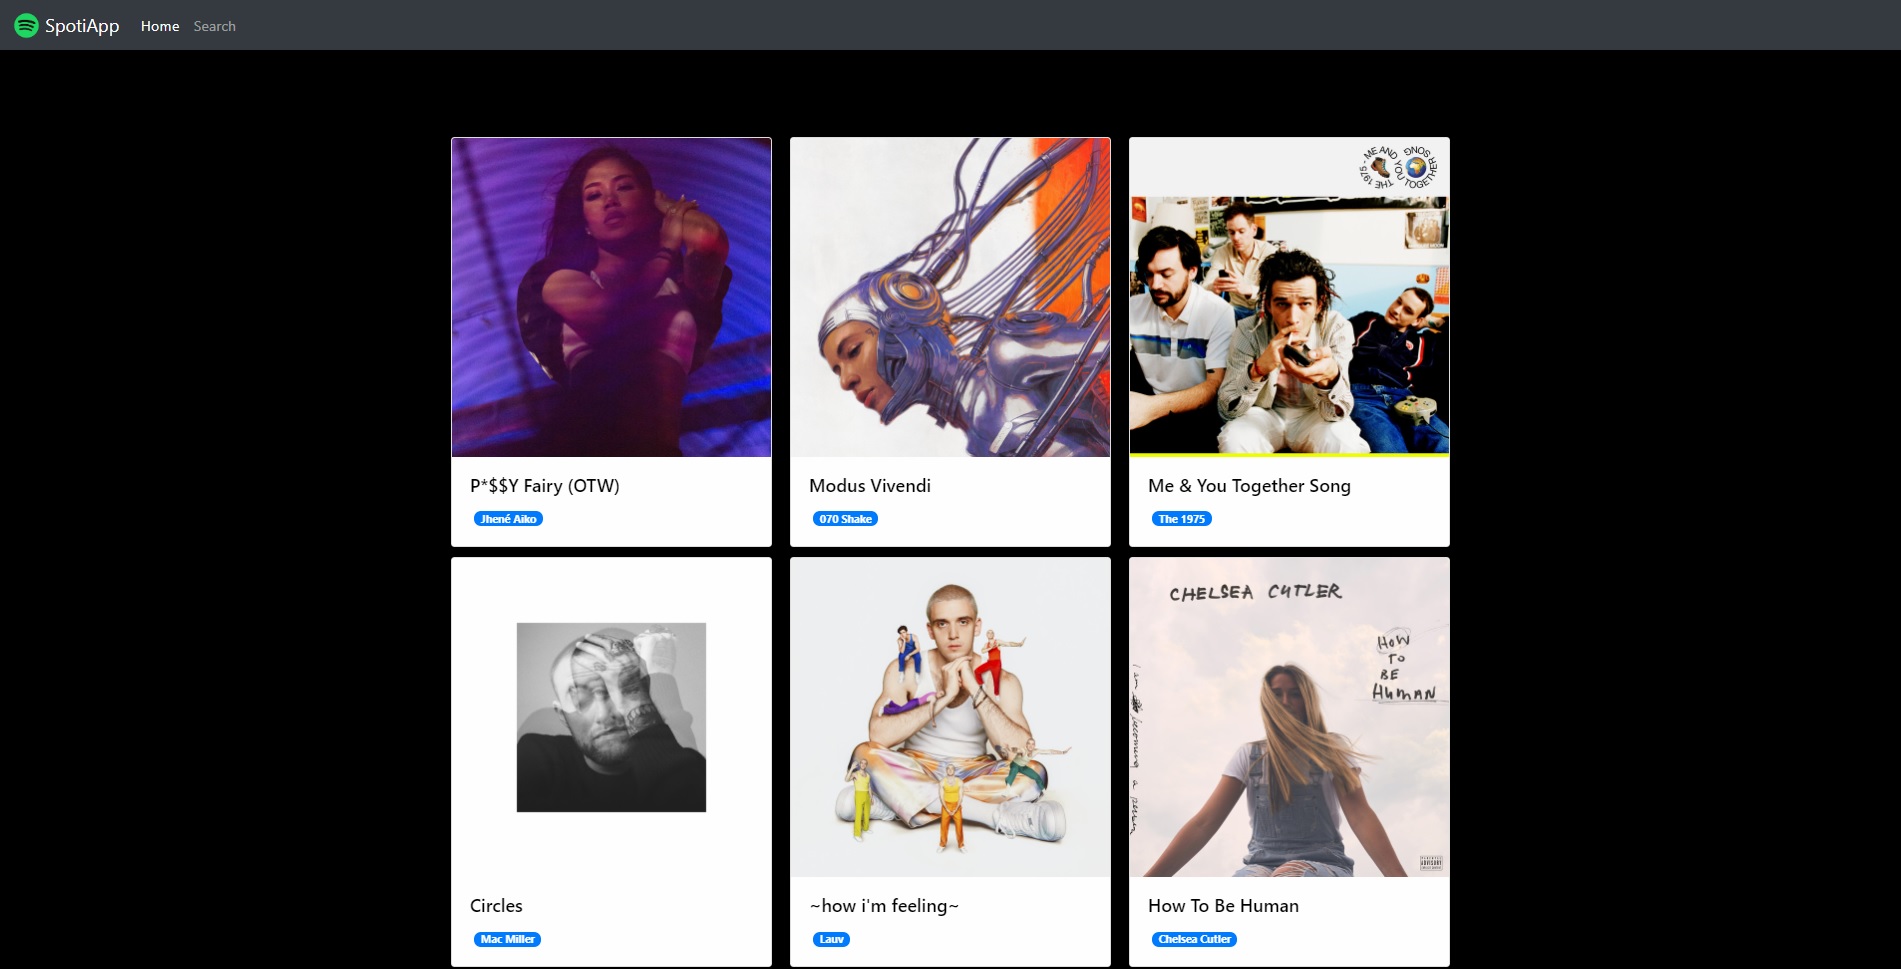 SpotiApp Home Search
THE 1975 - ME AND YOU TOGETHER SONG
P*$$Y Fairy (OTW)
Jhené Aiko
Modus Vivendi
070 Shake
Me & You Together Song
The 1975
CHELSEA CUTLER
HOW
TO
BE
HUMAN
ADVISORY
Circles
Mac Miller
~how i'm feeling~
Lauv
How To Be Human
Chelsea Cutler